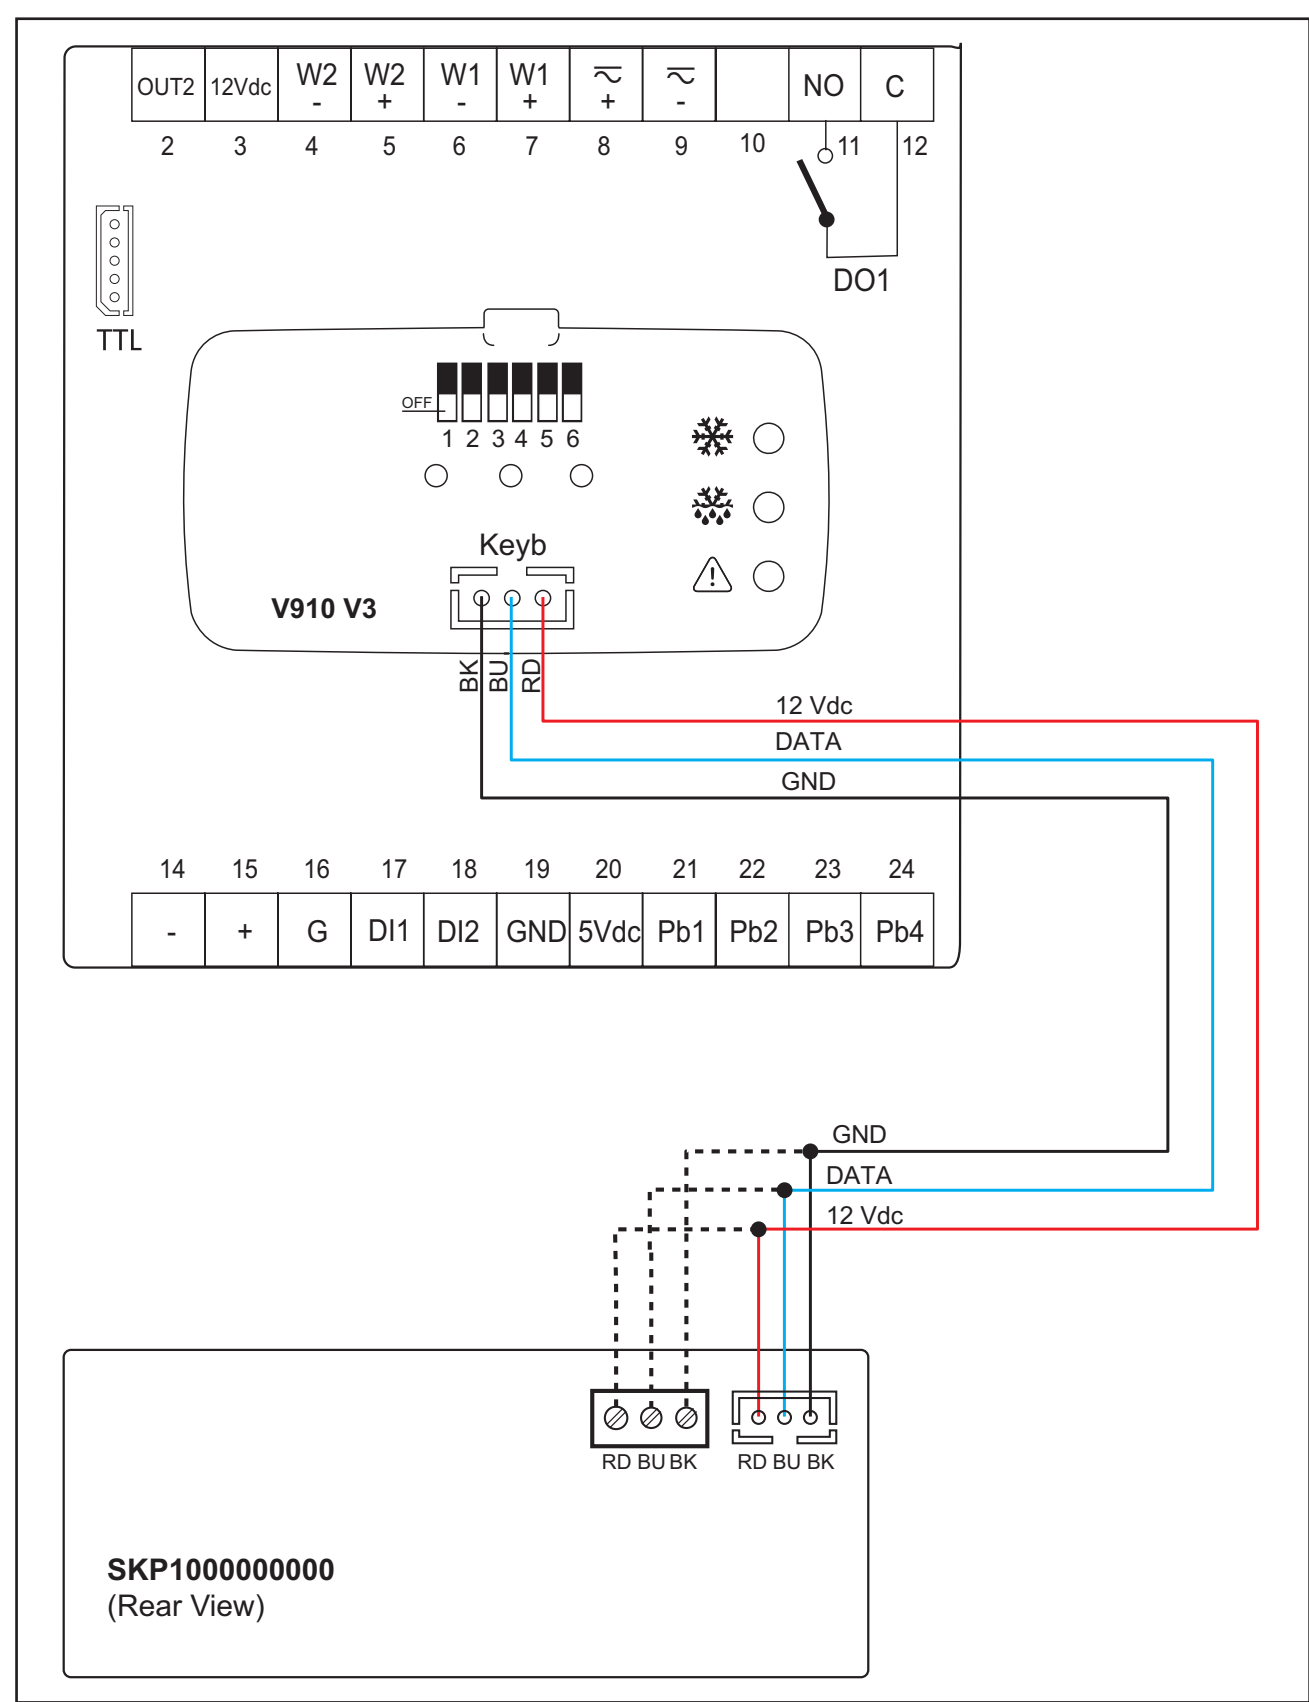 OUT2 12Vdc W2 W2 W1 W1 NO C
- + - + + -
2 3 4 5 6 7 8 9 10 11 12
DO1
TTL
OFF
1 2 3 4 5 6
Keyb
V910 V3
BK BU RD
12 Vdc
DATA
GND
14 15 16 17 18 19 20 21 22 23 24
- + G DI1 DI2 GND 5Vdc Pb1 Pb2 Pb3 Pb4
GND
DATA
12 Vdc
RD BU BK RD BU BK
SKP1000000000
(Rear View)